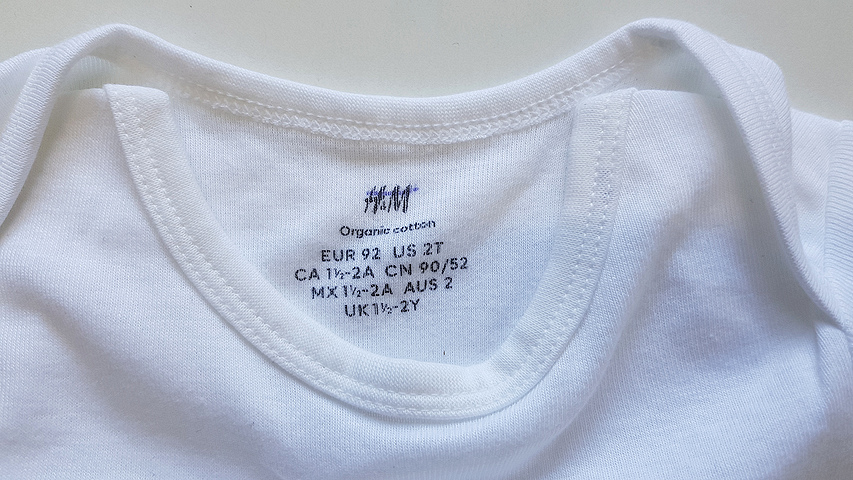 H&M
Organic cotton
EUR 92 US 2T
CA 1½-2A CN 90/52
MX 1½-2A AUS 2
UK 1½-2Y